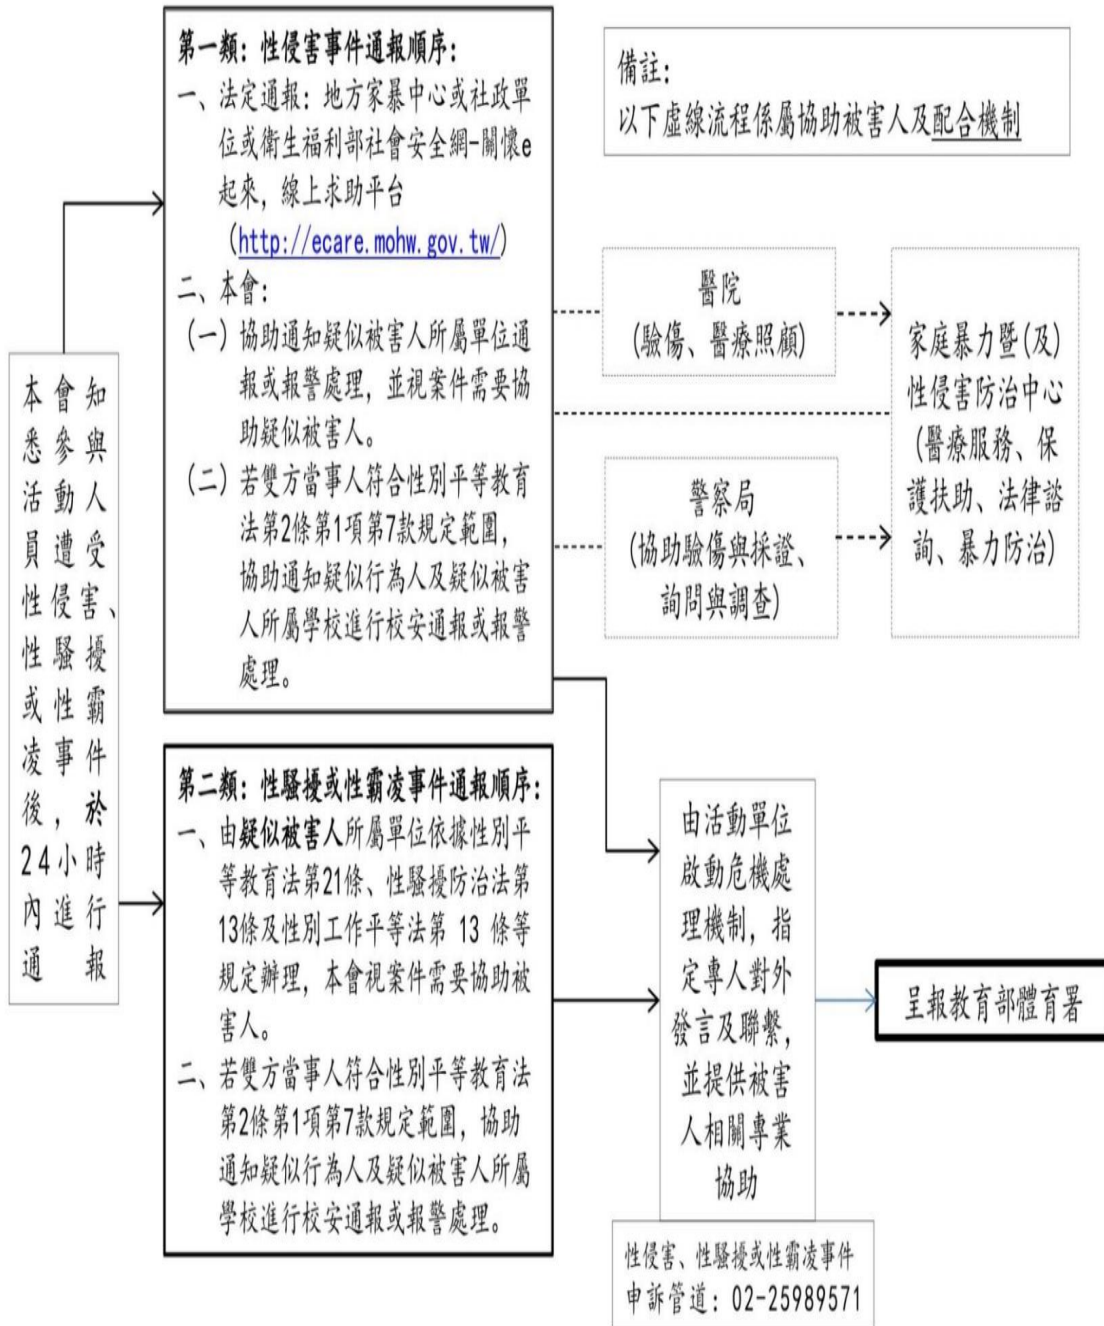 本會知
悉參與
活動人
員遭受
性侵害、
性騷擾
或性霸
凌事件
後，於
24小時
內進行
通報
第一類：性侵害事件通報順序：
一、法定通報：地方家暴中心或社政單
位或衛生福利部社會安全網-關懷e
起來，線上求助平台
(http://ecare.mohw.gov.tw/)
二、本會：
(一)協助通知疑似被害人所屬單位通
報或報警處理，並視案件需要協
助疑似被害人。
(二)若雙方當事人符合性別平等教育
法第2條第1項第7款規定範圍，
協助通知疑似行為人及疑似被害
人所屬學校進行校安通報或報警
處理。
備註：
以下虛線流程係屬協助被害人及配合機制
醫院
(驗傷、醫療照顧)
警察局
(協助驗傷與採證、
詢問與調查)
家庭暴力暨(及)
性侵害防治中心
(醫療服務、保
護扶助、法律諮
詢、暴力防治)
第二類：性騷擾或性霸凌事件通報順序：
一、由疑似被害人所屬單位依據性別平
等教育法第21條、性騷擾防治法第
13條及性別工作平等法第 13 條等
規定辦理，本會視案件需要協助被
害人。
二、若雙方當事人符合性別平等教育法
第2條第1項第7款規定範圍，協助
通知疑似行為人及疑似被害人所屬
學校進行校安通報或報警處理。
由活動單位
啟動危機處
理機制，指
定專人對外
發言及聯繫，
並提供被害
人相關專業
協助
呈報教育部體育署
性侵害、性騷擾或性霸凌事件
申訴管道：02-25989571